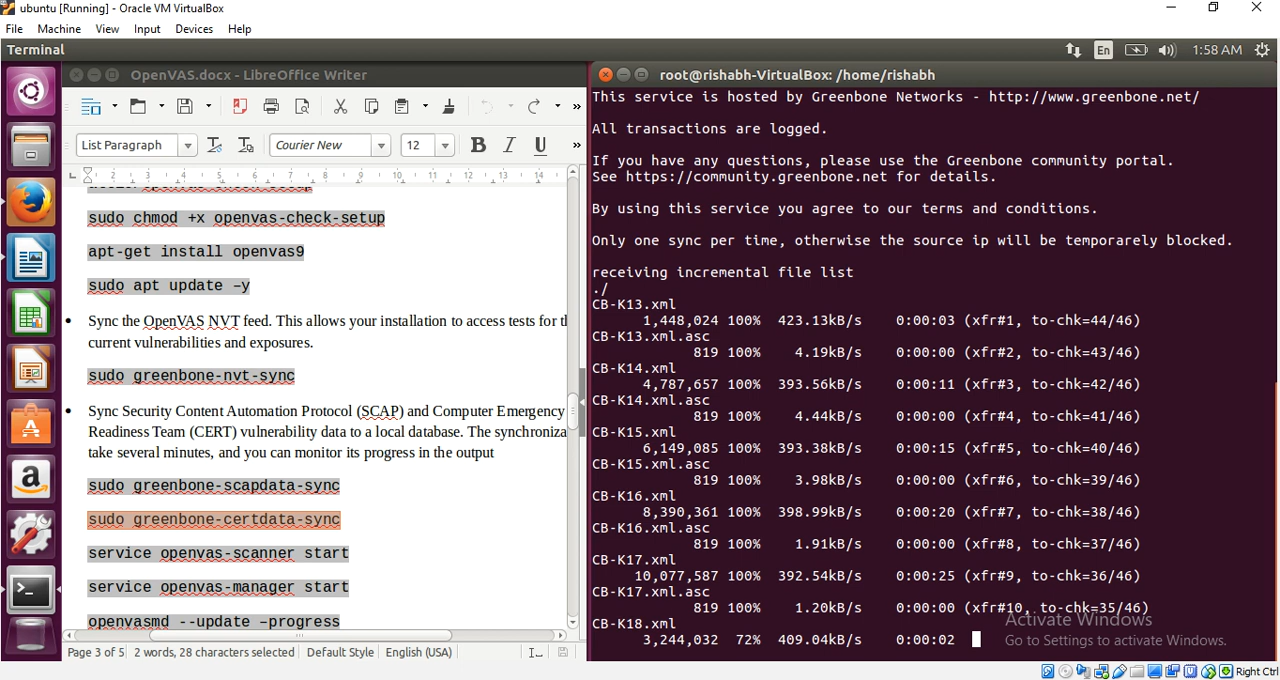 ubuntu [Running] - Oracle VM VirtualBox
File Machine View Input Devices Help
Terminal
En
1:58 AM
OpenVAS.docx - LibreOffice Writer
List Paragraph
Courier New
12
B I U
2 3 4 5 6 7 8 9 10 11 12 13 14
sudo chmod +x openvas-check-setup
apt-get install openvas9
sudo apt update –y
• Sync the OpenVAS NVT feed. This allows your installation to access tests for th
current vulnerabilities and exposures.
sudo greenbone-nvt-sync
• Sync Security Content Automation Protocol (SCAP) and Computer Emergency
Readiness Team (CERT) vulnerability data to a local database. The synchroniza
take several minutes, and you can monitor its progress in the output
sudo greenbone-scapdata-sync
sudo greenbone-certdata-sync
service openvas-scanner start
service openvas-manager start
openvasmd --update –progress
Page 3 of 5 2 words, 28 characters selected Default Style English (USA)
root@rishabh-VirtualBox: /home/rishabh
This service is hosted by Greenbone Networks - http://www.greenbone.net/
All transactions are logged.
If you have any questions, please use the Greenbone community portal.
See https://community.greenbone.net for details.
By using this service you agree to our terms and conditions.
Only one sync per time, otherwise the source ip will be temporarely blocked.
receiving incremental file list
./
CB-K13.xml
1,448,024 100% 423.13kB/s 0:00:03 (xfr#1, to-chk=44/46)
CB-K13.xml.asc
819 100% 4.19kB/s 0:00:00 (xfr#2, to-chk=43/46)
CB-K14.xml
4,787,657 100% 393.56kB/s 0:00:11 (xfr#3, to-chk=42/46)
CB-K14.xml.asc
819 100% 4.44kB/s 0:00:00 (xfr#4, to-chk=41/46)
CB-K15.xml
6,149,085 100% 393.38kB/s 0:00:15 (xfr#5, to-chk=40/46)
CB-K15.xml.asc
819 100% 3.98kB/s 0:00:00 (xfr#6, to-chk=39/46)
CB-K16.xml
8,390,361 100% 398.99kB/s 0:00:20 (xfr#7, to-chk=38/46)
CB-K16.xml.asc
819 100% 1.91kB/s 0:00:00 (xfr#8, to-chk=37/46)
CB-K17.xml
10,077,587 100% 392.54kB/s 0:00:25 (xfr#9, to-chk=36/46)
CB-K17.xml.asc
819 100% 1.20kB/s 0:00:00 (xfr#10, to-chk=35/46)
CB-K18.xml
3,244,032 72% 409.04kB/s 0:00:02
Activate Windows
Go to Settings to activate Windows.
Right Ctrl